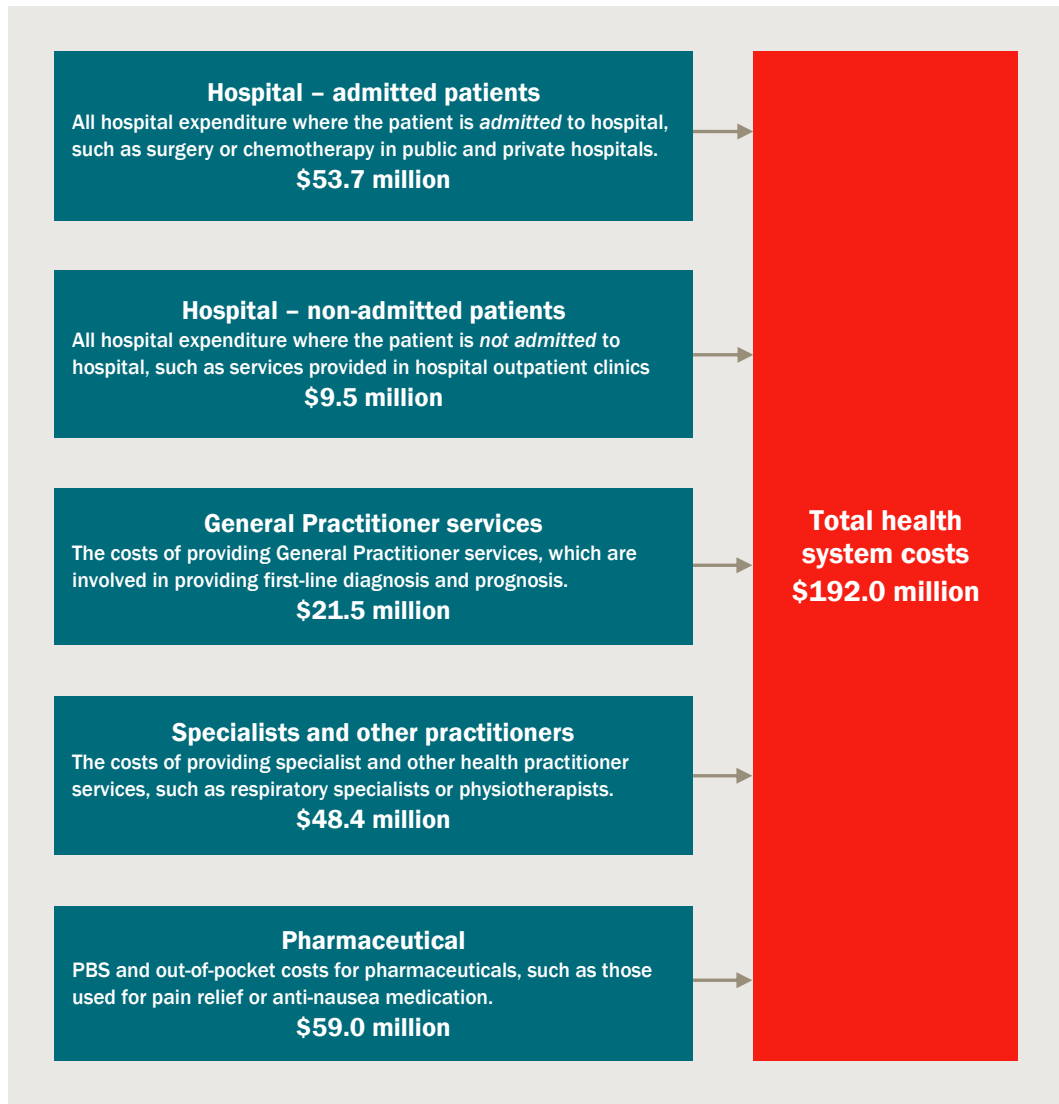 Hospital – admitted patients
All hospital expenditure where the patient is admitted to hospital,
such as surgery or chemotherapy in public and private hospitals.
$53.7 million
Hospital – non-admitted patients
All hospital expenditure where the patient is not admitted to
hospital, such as services provided in hospital outpatient clinics
$9.5 million
General Practitioner services
The costs of providing General Practitioner services, which are
involved in providing first-line diagnosis and prognosis.
$21.5 million
Specialists and other practitioners
The costs of providing specialist and other health practitioner
services, such as respiratory specialists or physiotherapists.
$48.4 million
Pharmaceutical
PBS and out-of-pocket costs for pharmaceuticals, such as those
used for pain relief or anti-nausea medication.
$59.0 million
Total health
system costs
$192.0 million